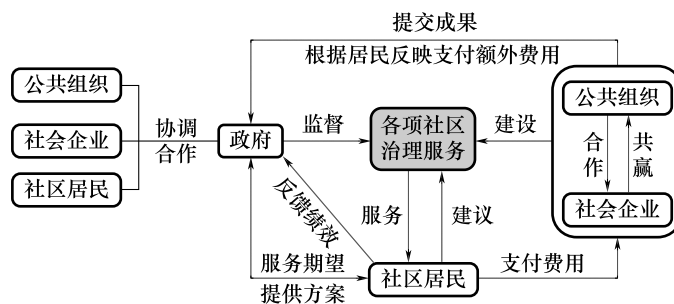 提交成果
根据居民反映支付额外费用
公共组织
社会企业
社区居民
协调
合作
政府
监督
各项社区
治理服务
建设
公共组织
合作
共赢
社会企业
反馈绩效
服务
建议
服务期望
提供方案
社区居民
支付费用